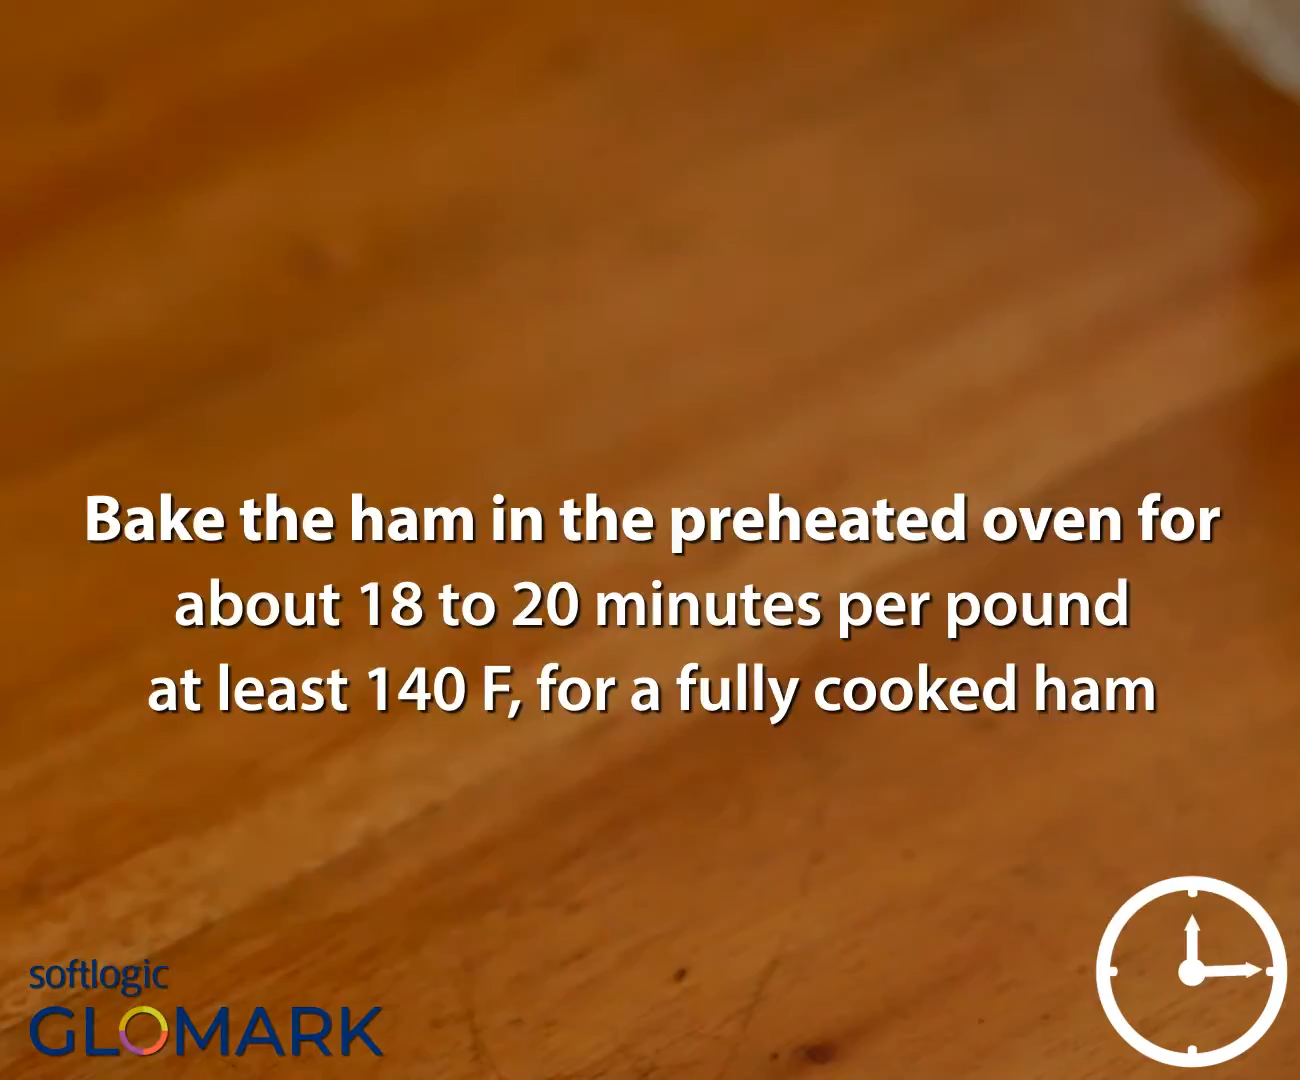 Bake the ham in the preheated oven for
about 18 to 20 minutes per pound
at least 140 F, for a fully cooked ham
softlogic
GLOMARK